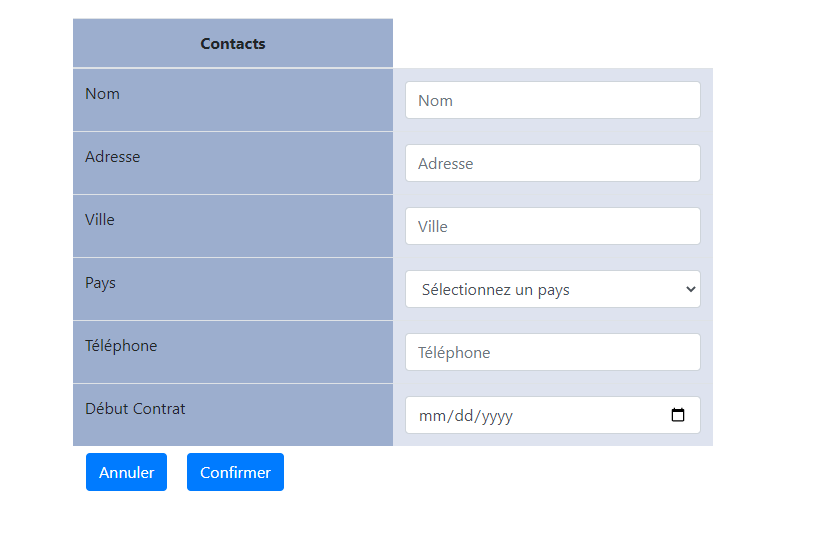 Contacts
Nom
Nom
Adresse
Adresse
Ville
Ville
Pays
Sélectionnez un pays
Téléphone
Téléphone
Début Contrat
mm/dd/yyyy
Annuler
Confirmer